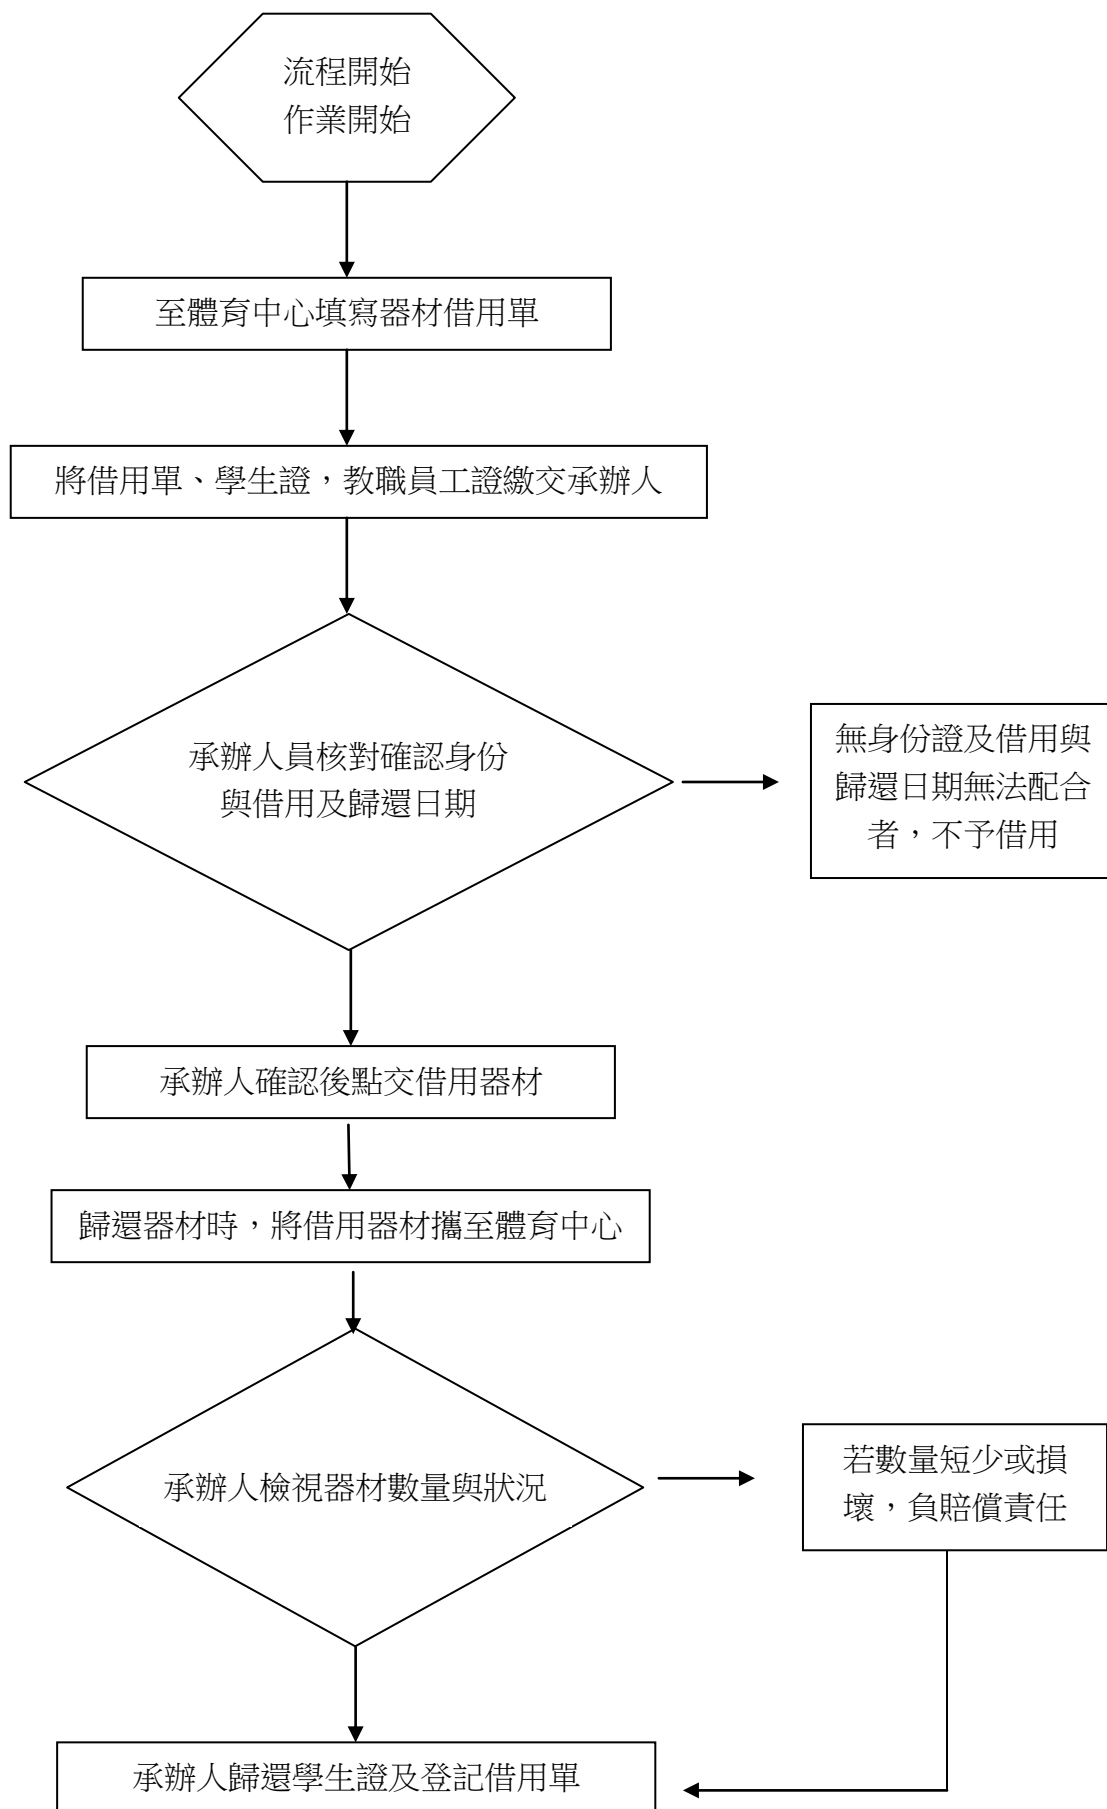 流程開始
作業開始
至體育中心填寫器材借用單
將借用單、學生證，教職員工證繳交承辦人
承辦人員核對確認身份
與借用及歸還日期
無身份證及借用與
歸還日期無法配合
者，不予借用
承辦人確認後點交借用器材
歸還器材時，將借用器材攜至體育中心
承辦人檢視器材數量與狀况
若數量短少或損
壞，負賠償責任
承辦人歸還學生證及登記借用單